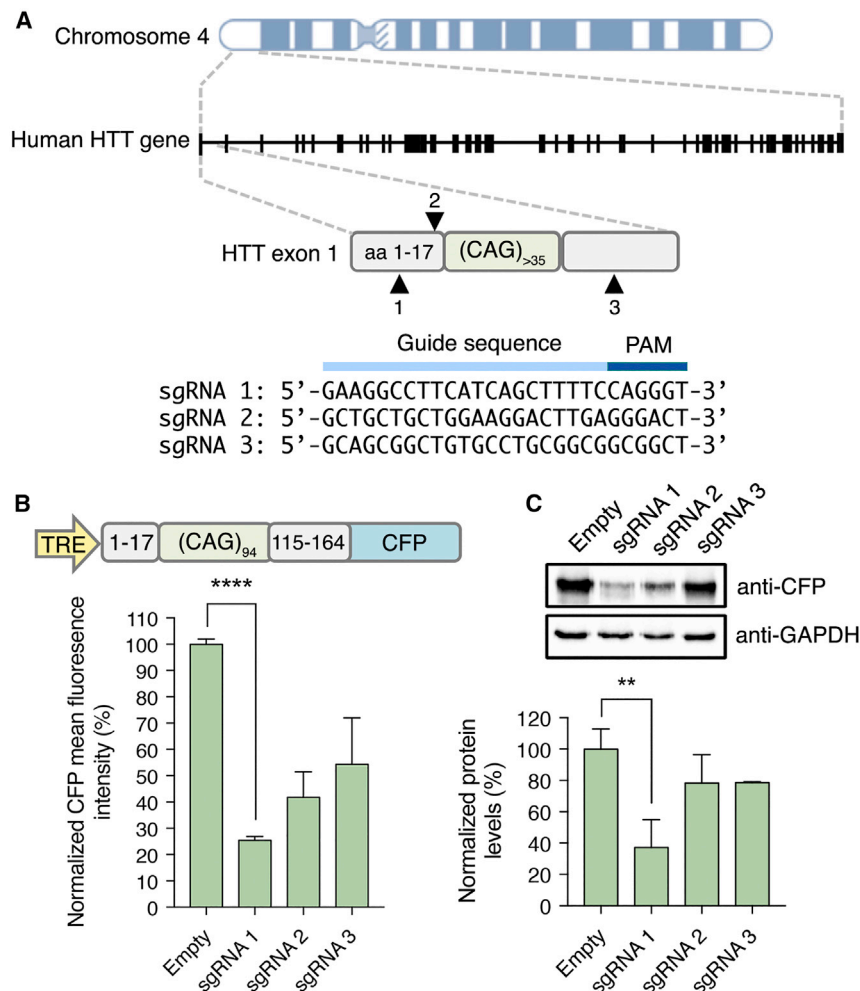 A
Chromosome 4
Human HTT gene
2
HTT exon 1
aa 1-17
(CAG)>35
1
3
Guide sequence
PAM
sgRNA 1: 5’-GAAGGCCTTCATCAGCTTTTCCAGGGT-3’
sgRNA 2: 5’-GCTGCTGCTGGAAGGACTTGAGGGACT-3’
sgRNA 3: 5’-GCAGCGGCTGTGCCTGCGGCGGCGGCT-3’
B
TRE
1-17
(CAG)94
115-164
CFP
****
Normalized CFP mean fluoresence
intensity (%)
110
100
90
80
70
60
50
40
30
20
10
0
Empty
sgRNA 1
sgRNA 2
sgRNA 3
C
Empty
sgRNA 1
sgRNA 2
sgRNA 3
anti-CFP
anti-GAPDH
**
Normalized protein
levels (%)
120
100
80
60
40
20
0
Empty
sgRNA 1
sgRNA 2
sgRNA 3